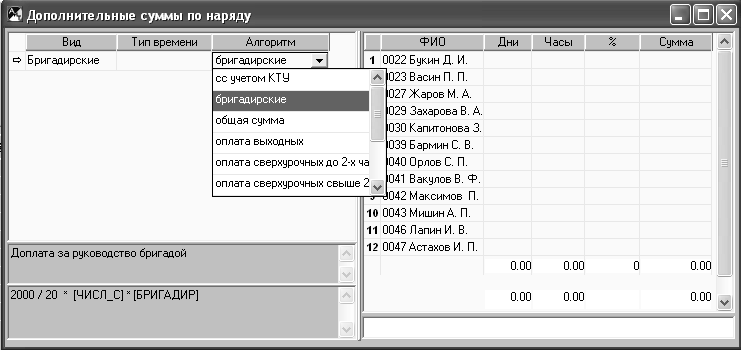 Дополнительные суммы по наряду
Вид Тип времени Алгоритм
Бригадирские бригадирские
сс учетом КТУ
бригадирские
общая сумма
оплата выходных
оплата сверхурочных до 2-х ча
оплата сверхурочных свыше 2
Доплата за руководство бригадой
2000 / 20 * [ЧИСЛ_С] * [БРИГАДИР]
ФИО Дни Часы % Сумма
1 0022 Букин Д. И.
0023 Васин П. П.
0027 Жаров М. А.
0029 Захарова В. А.
0030 Капитонова З.
0039 Бармин С. В.
0040 Орлов С. П.
0041 Вакулов В. Ф.
9 0042 Максимов П.
10 0043 Мишин А. П.
11 0046 Лапин И. В.
12 0047 Астахов И. П.
0.00 0.00 0 0.00
0.00 0.00 0.00